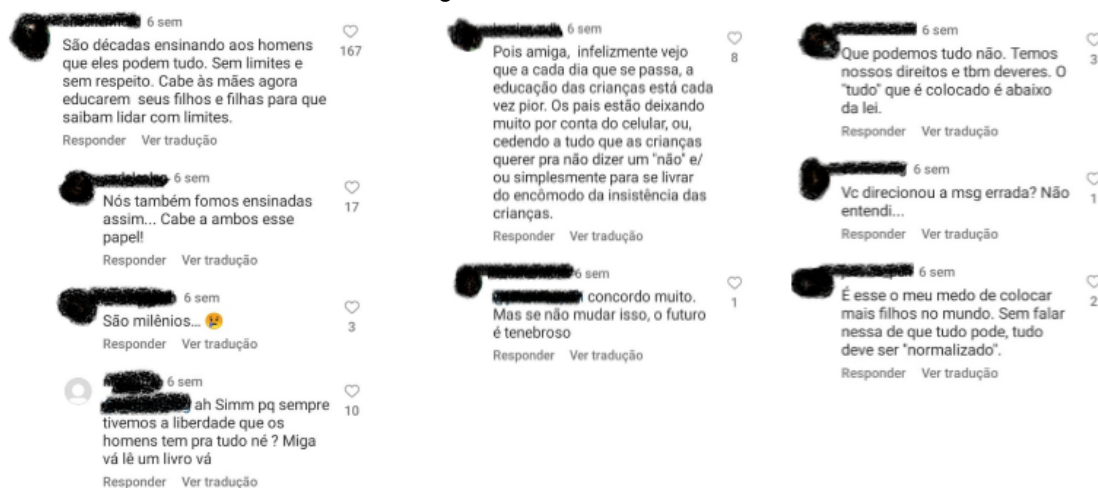 6 sem
São décadas ensinando aos homens
que eles podem tudo. Sem limites e
sem respeito. Cabe às mães agora
educarem seus filhos e filhas para que
saibam lidar com limites.
167
Responder Ver tradução
6 sem
Nós também fomos ensinadas
assim... Cabe a ambos esse
papel!
17
Responder Ver tradução
6 sem
São milênios... 😢
3
Responder Ver tradução
6 sem
ah Simm pq sempre
tivemos a liberdade que os
homens tem pra tudo né ? Miga
vá lê um livro vá
10
Responder Ver tradução
6 sem
Pois amiga, infelizmente vejo
que a cada dia que se passa, a
educação das crianças está cada
vez pior. Os pais estão deixando
muito por conta do celular, ou,
cedendo a tudo que as crianças
querer pra não dizer um "não" e/
ou simplesmente para se livrar
do encômodo da insistência das
crianças.
8
Responder Ver tradução
6 sem
concordo muito.
Mas se não mudar isso, o futuro
é tenebroso
1
Responder Ver tradução
6 sem
Que podemos tudo não. Temos
nossos direitos e tbm deveres. O
"tudo" que é colocado é abaixo
da lei.
3
Responder Ver tradução
6 sem
Vc direcionou a msg errada? Não
entendi...
1
Responder Ver tradução
6 sem
É esse o meu medo de colocar
mais filhos no mundo. Sem falar
nessa de que tudo pode, tudo
deve ser "normalizado".
2
Responder Ver tradução